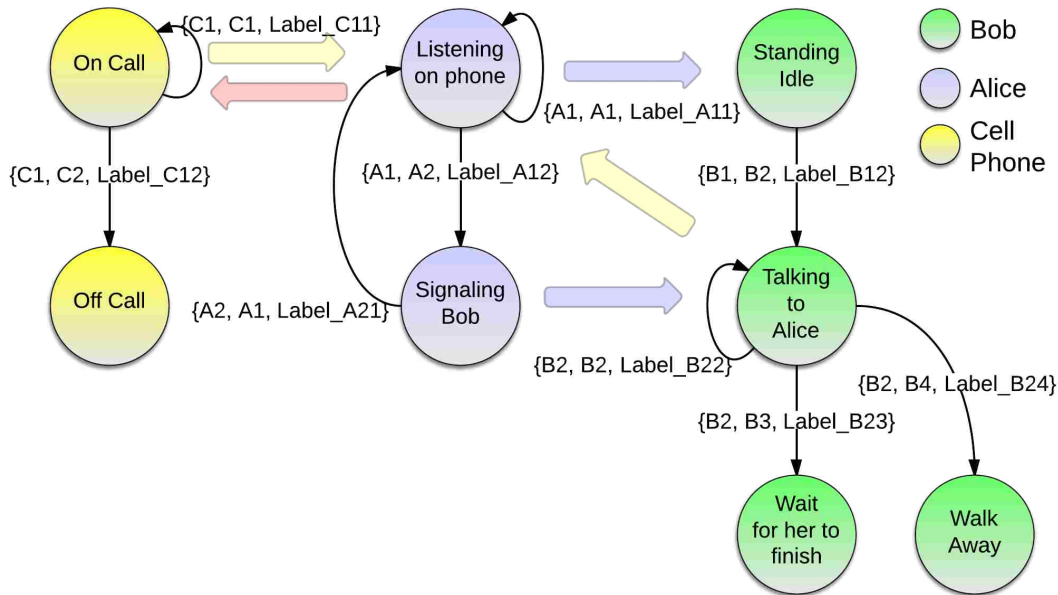 {C1, C1, Label_C11}
On Call
Listening
on phone
Standing
Idle
Bob
Alice
Cell
Phone
{A1, A1, Label_A11}
{C1, C2, Label_C12}
{A1, A2, Label_A12}
{B1, B2, Label_B12}
Off Call
{A2, A1, Label_A21}
Signaling
Bob
Talking
to
Alice
{B2, B2, Label_B22}
{B2, B4, Label_B24}
{B2, B3, Label_B23}
Wait
for her to
finish
Walk
Away